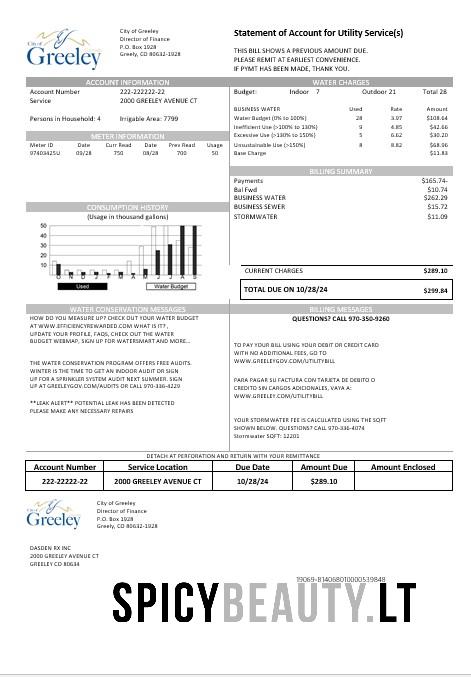 City of
Greeley
City of Greeley
Director of Finance
P.O. Box 1928
Greely, CO 80632-1928
Statement of Account for Utility Service(s)
THIS BILL SHOWS A PREVIOUS AMOUNT DUE.
PLEASE REMIT AT EARLIEST CONVENIENCE.
IF PYMT HAS BEEN MADE, THANK YOU.
ACCOUNT INFORMATION
Account Number 222-222222-22
Service 2000 GREELEY AVENUE CT
Persons in Household: 4 Irrigable Area: 7799
METER INFORMATION
Meter ID Date Curr Read Date Prev Read Usage
97403425U 09/28 750 08/28 700 50
CONSUMPTION HISTORY
(Usage in thousand gallons)
50
40
30
20
10
O N D J F M A M J J A S
Used Water Budget
WATER CHARGES
Budget: Indoor 7 Outdoor 21 Total 28
BUSINESS WATER Used Rate Amount
Water Budget (0% to 100%) 28 3.97 $108.64
Inefficient Use (>100% to 130%) 9 4.85 $42.66
Excessive Use (>130% to 150%) 5 6.62 $30.20
Unsustainable Use (>150%) 8 8.82 $68.96
Base Charge $11.83
BILLING SUMMARY
Payments $165.74-
Bal Fwd $10.74
BUSINESS WATER $262.29
BUSINESS SEWER $15.72
STORMWATER $11.09
CURRENT CHARGES $289.10
TOTAL DUE ON 10/28/24 $299.84
WATER CONSERVATION MESSAGES
HOW DO YOU MEASURE UP? CHECK OUT YOUR WATER BUDGET
AT WWW.EFFICIENCYREWARDED.COM WHAT IS IT?,
UPDATE YOUR PROFILE, FAQS, CHECK OUT THE WATER
BUDGET WEBMAP, SIGN UP FOR WATERSMART AND MORE...
THE WATER CONSERVATION PROGRAM OFFERS FREE AUDITS.
WINTER IS THE TIME TO GET AN INDOOR AUDIT OR SIGN
UP FOR A SPRINKLER SYSTEM AUDIT NEXT SUMMER. SIGN
UP AT GREELEYGOV.COM/AUDITS OR CALL 970-336-4229
**LEAK ALERT** POTENTIAL LEAK HAS BEEN DETECTED
PLEASE MAKE ANY NECESSARY REPAIRS
BILLING MESSAGES
QUESTIONS? CALL 970-350-9260
TO PAY YOUR BILL USING YOUR DEBIT OR CREDIT CARD
WITH NO ADDITIONAL FEES, GO TO
WWW.GREELEYGOV.COM/UTILITYBILL
PARA PAGAR SU FACTURA CON TARJETA DE DEBITO O
CREDITO SIN CARGOS ADICIONALES, VAYA A:
WWW.GREELEY.COM/UTILITYBILL
YOUR STORMWATER FEE IS CALCULATED USING THE SQFT
SHOWN BELOW. QUESTIONS? CALL 970-336-4074
Stormwater SQFT: 12201
DETACH AT PERFORATION AND RETURN WITH YOUR REMITTANCE
Account Number Service Location Due Date Amount Due Amount Enclosed
222-22222-22 2000 GREELEY AVENUE CT 10/28/24 $289.10
City of
Greeley
City of Greeley
Director of Finance
P.O. Box 1928
Greely, CO 80632-1928
DASDEN RX INC
2000 GREELEY AVENUE CT
GREELEY CO 80634
19069-814068010000539848
SPICYBEAUTY.LT